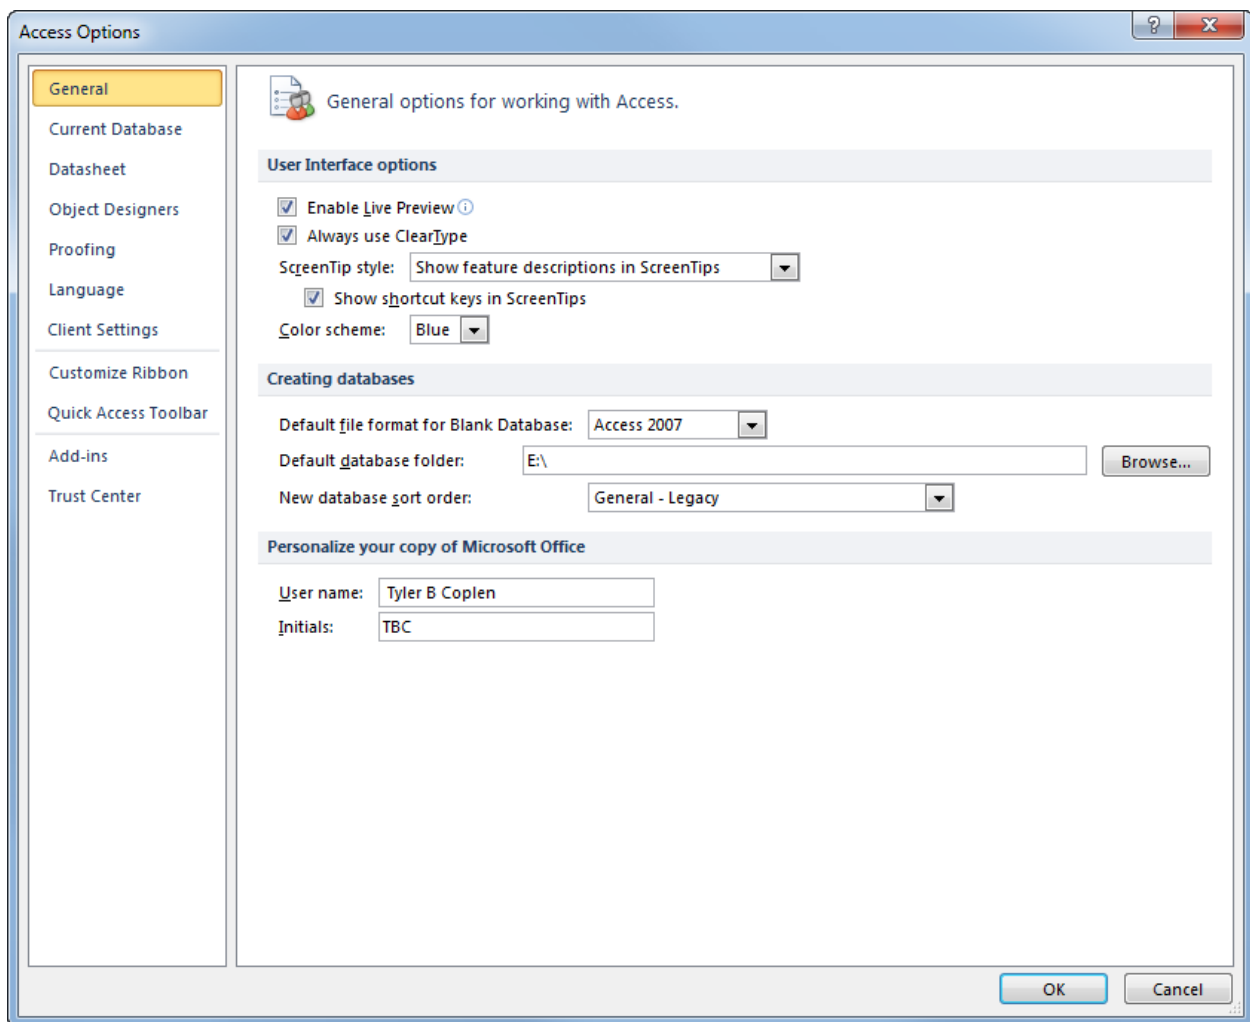 Access Options
General
Current Database
Datasheet
Object Designers
Proofing
Language
Client Settings
Customize Ribbon
Quick Access Toolbar
Add-ins
Trust Center
General options for working with Access.
User Interface options
Enable Live Preview
Always use ClearType
ScreenTip style: Show feature descriptions in ScreenTips
Show shortcut keys in ScreenTips
Color scheme: Blue
Creating databases
Default file format for Blank Database: Access 2007
Default database folder: E:\ Browse...
New database sort order: General - Legacy
Personalize your copy of Microsoft Office
User name: Tyler B Coplen
Initials: TBC
OK Cancel